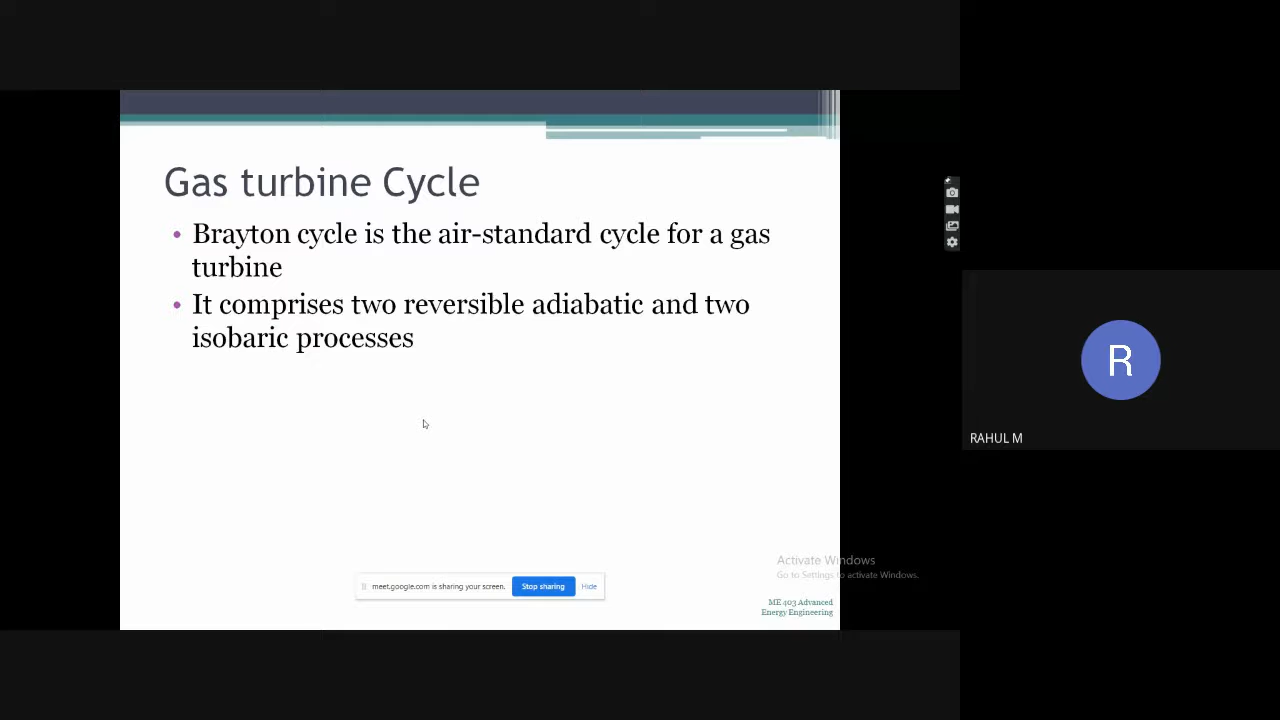 Gas turbine Cycle
• Brayton cycle is the air-standard cycle for a gas
turbine
• It comprises two reversible adiabatic and two
isobaric processes
R
RAHUL M
Activate Windows
Go to Settings to activate Windows.
meet.google.com is sharing your screen. Stop sharing Hide
ME 403 Advanced
Energy Engineering